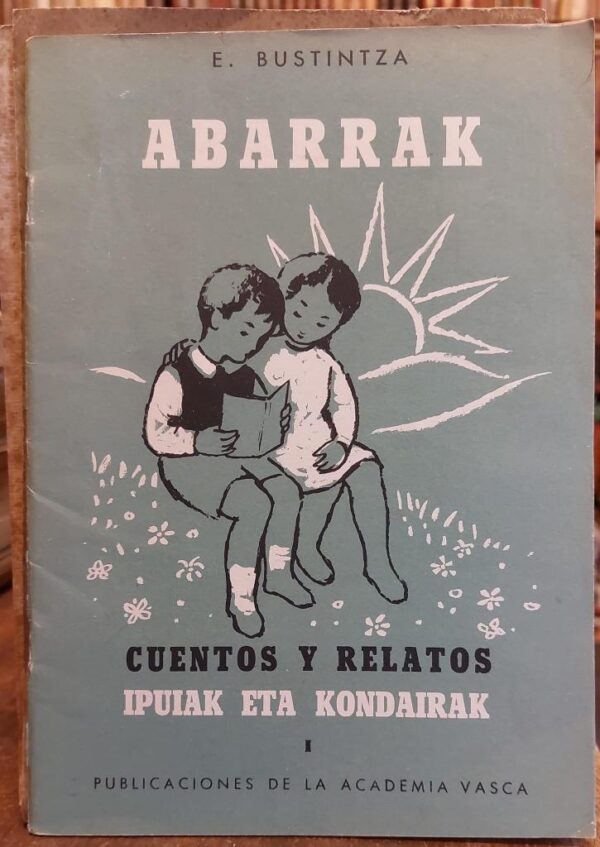 E. BUSTINTZA
ABARRAK
CUENTOS Y RELATOS
IPUIAK ETA KONDAIRAK
I
PUBLICACIONES DE LA ACADEMIA VASCA